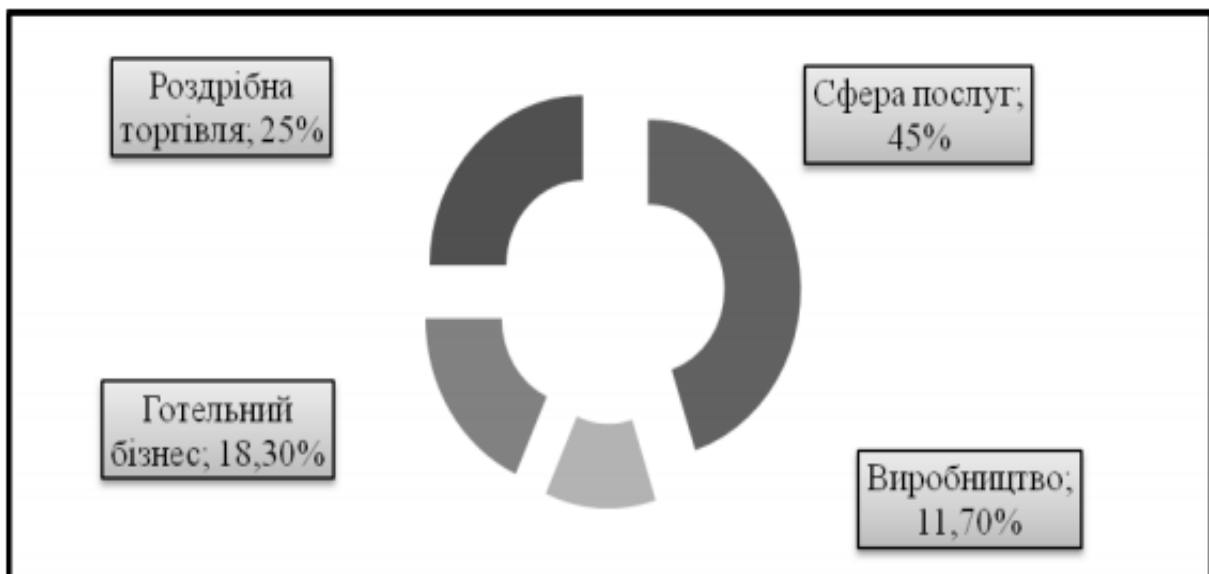 Роздрібна
торгівля; 25%
Сфера послуг;
45%
Готельний
бізнес; 18,30%
Виробництво;
11,70%